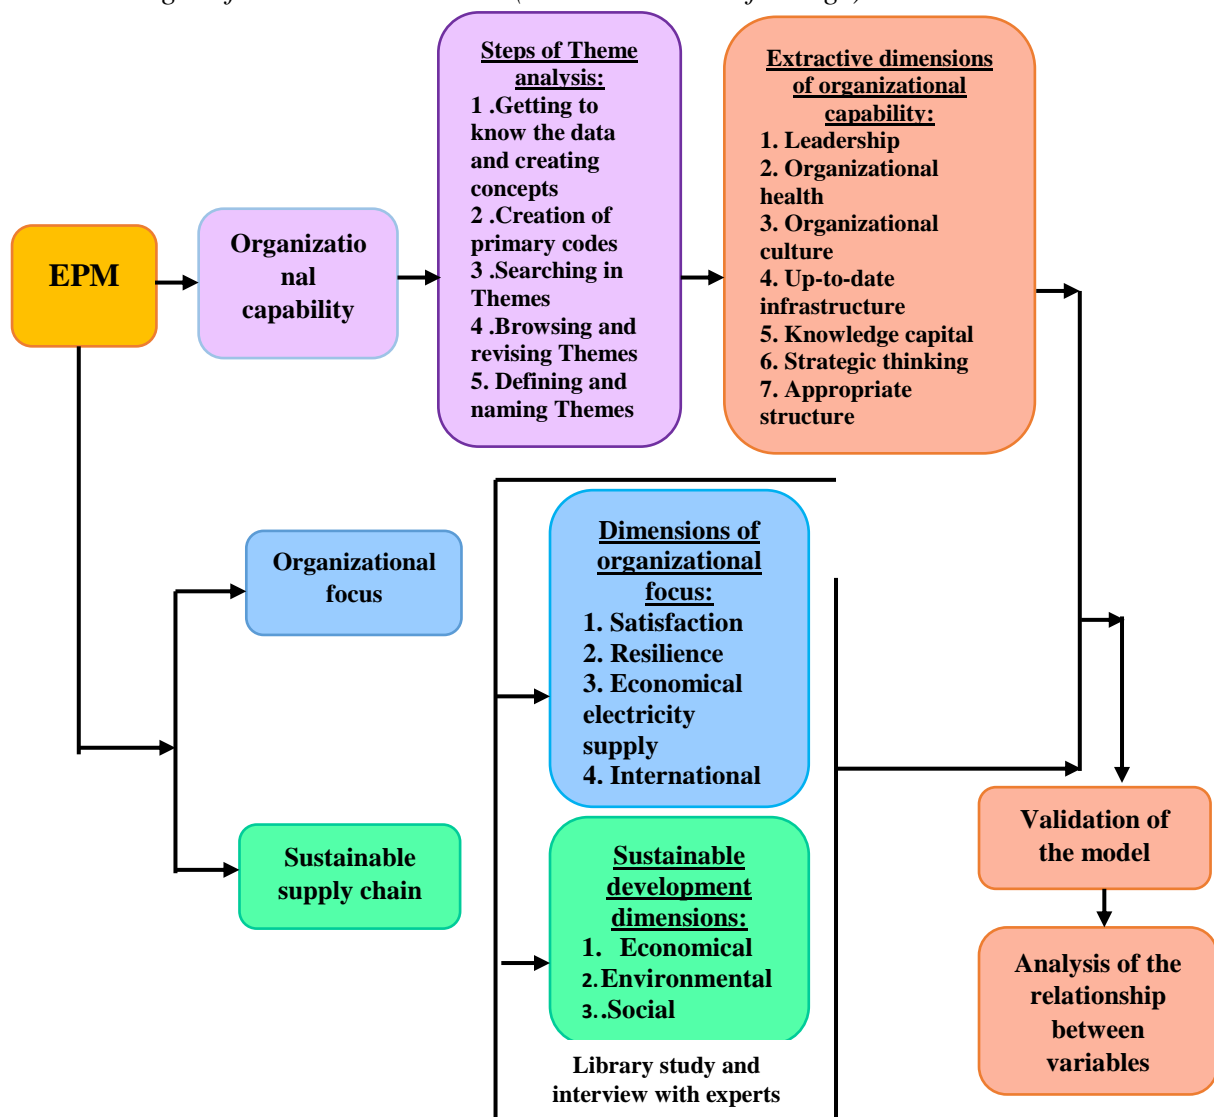 EPM
Organizatio
nal
capability
Steps of Theme
analysis:
1 .Getting to
know the data
and creating
concepts
2 .Creation of
primary codes
3 .Searching in
Themes
4 .Browsing and
revising Themes
5. Defining and
naming Themes
Extractive dimensions
of organizational
capability:
1. Leadership
2. Organizational
health
3. Organizational
culture
4. Up-to-date
infrastructure
5. Knowledge capital
6. Strategic thinking
7. Appropriate
structure
Organizational
focus
Sustainable
supply chain
Dimensions of
organizational
focus:
1. Satisfaction
2. Resilience
3. Economical
electricity
supply
4. International
Sustainable
development
dimensions:
1. Economical
2. Environmental
3. .Social
Library study and
interview with experts
Validation of
the model
Analysis of the
relationship
between
variables